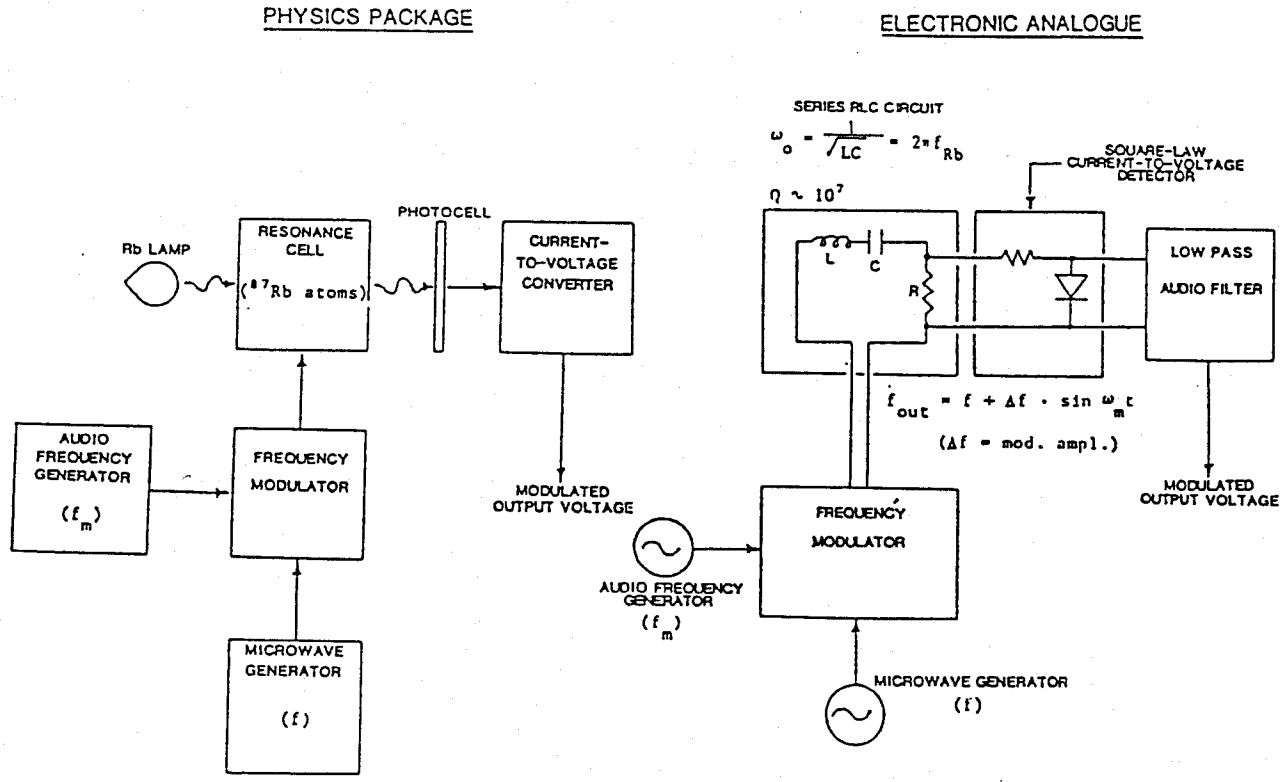 PHYSICS PACKAGE
Rb LAMP
RESONANCE
CELL
(⁸⁷Rb atoms)
PHOTOCELL
CURRENT-
TO-VOLTAGE
CONVERTER
AUDIO
FREQUENCY
GENERATOR
(f_m)
FREQUENCY
MODULATOR
MODULATED
OUTPUT VOLTAGE
MICROWAVE
GENERATOR
(f)
ELECTRONIC ANALOGUE
SERIES RLC CIRCUIT
ω_o = 1/√LC = 2πf_Rb
η ~ 10⁷
SQUARE-LAW
CURRENT-TO-VOLTAGE
DETECTOR
L
C
R
LOW PASS
AUDIO FILTER
f_out = f + Δf · sin ω_m t
(Δf = mod. ampl.)
MODULATED
OUTPUT VOLTAGE
FREQUENCY
MODULATOR
AUDIO FREQUENCY
GENERATOR
(f_m)
MICROWAVE GENERATOR
(f)